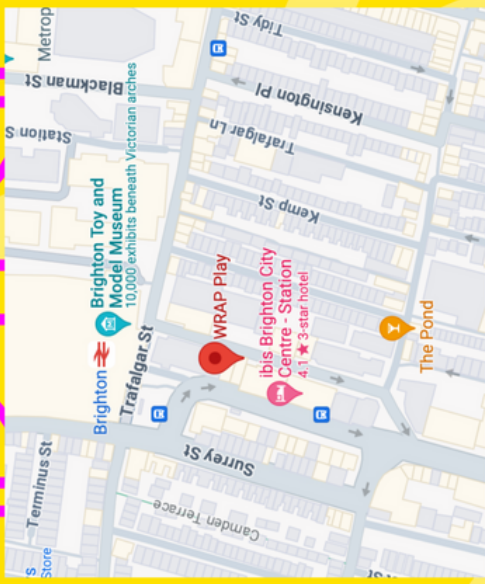 Metrop
Tidy St
Blackman St
Kensington Pl
Station S
Trafalgar Ln
Kemp St
Brighton Toy and
Model Museum
10,000 exhibits beneath Victorian arches
Brighton
Trafalgar St
WRAP Play
ibis Brighton City
Centre - Station
4.1 ★ 3-star hotel
The Pond
Surrey St
Terminus St
Camden Terrace
s
Store